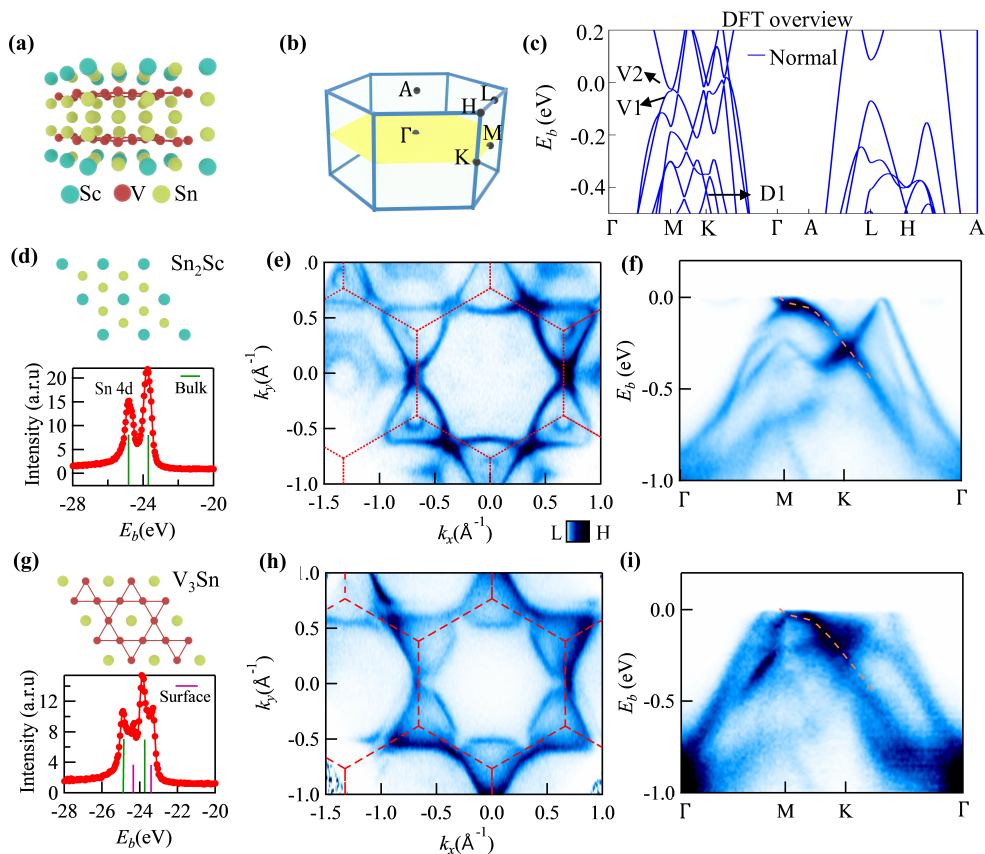 (a)
Sc V Sn
(b)
A
L
H
Γ
M
K
(c)
DFT overview
Normal
V2
V1
D1
E_b (eV)
0.2
0.0
-0.2
-0.4
Γ M K Γ A L H A
(d)
Sn₂Sc
Sn 4d
Bulk
Intensity (a.r.u)
20
15
10
5
0
-28 -26 -24 -22 -20
E_b(eV)
(e)
k_y(Å⁻¹)
.0
0.5
0.0
-0.5
-1.0
-1.5 -1.0 -0.5 0.0 0.5 1.0
k_x(Å⁻¹)
L H
(f)
E_b (eV)
0.0
-0.5
-1.0
Γ M K Γ
(g)
V₃Sn
Surface
Intensity (a.r.u)
12
8
4
0
-28 -26 -24 -22 -20
E_b(eV)
(h)
k_y(Å⁻¹)
.0
0.5
0.0
-0.5
-1.0
-1.5 -1.0 -0.5 0.0 0.5 1.0
k_x(Å⁻¹)
(i)
E_b (eV)
0.0
-0.5
-1.0
Γ M K Γ